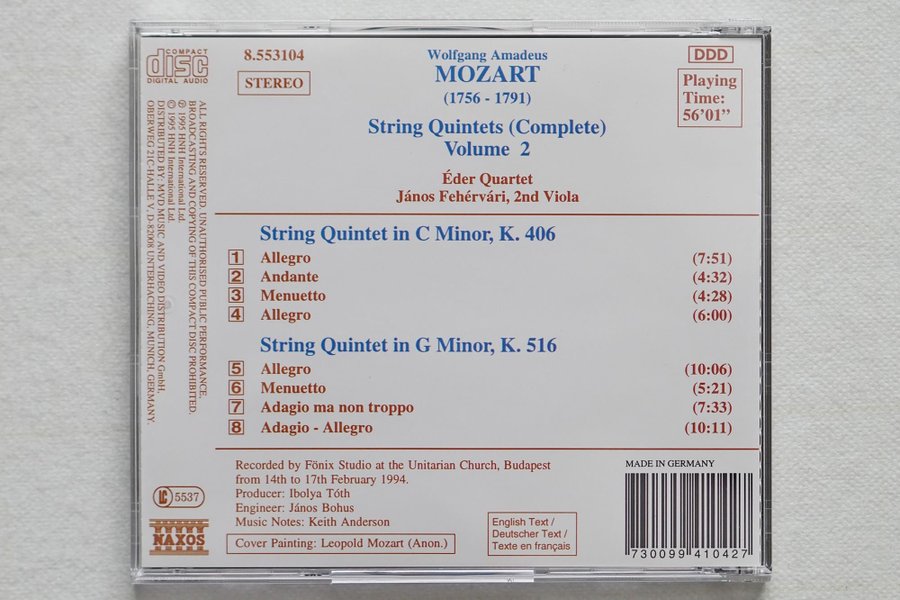 COMPACT
disc
DIGITAL AUDIO
8.553104
STEREO
Wolfgang Amadeus
MOZART
(1756 - 1791)
String Quintets (Complete)
Volume 2
Éder Quartet
János Fehérvári, 2nd Viola
DDD
Playing
Time:
56'01"
String Quintet in C Minor, K. 406
1 Allegro (7:51)
2 Andante (4:32)
3 Menuetto (4:28)
4 Allegro (6:00)
String Quintet in G Minor, K. 516
5 Allegro (10:06)
6 Menuetto (5:21)
7 Adagio ma non troppo (7:33)
8 Adagio - Allegro (10:11)
Recorded by Fönix Studio at the Unitarian Church, Budapest
from 14th to 17th February 1994.
Producer: Ibolya Tóth
Engineer: János Bohus
Music Notes: Keith Anderson
Cover Painting: Leopold Mozart (Anon.)
English Text /
Deutscher Text /
Texte en français
MADE IN GERMANY
730099 410427
ALL RIGHTS RESERVED. UNAUTHORISED PUBLIC PERFORMANCE,
BROADCASTING AND COPYING OF THIS COMPACT DISC PROHIBITED.
℗ 1995 HNH International Ltd.
© 1995 HNH International Ltd.
DISTRIBUTED BY: MVD MUSIC AND VIDEO DISTRIBUTION GmbH,
OBERWEG 21C-HALLE V, D-82008 UNTERHACHING, MUNICH, GERMANY.
LC 5537
NAXOS